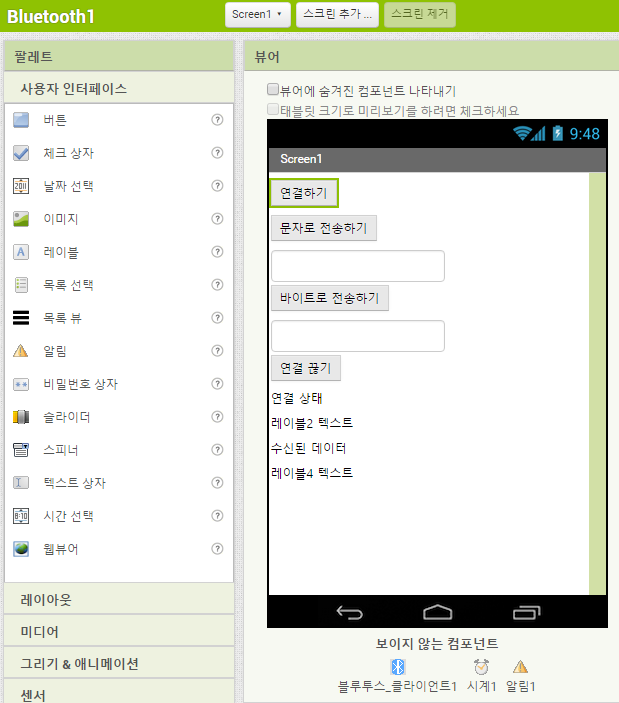 Bluetooth1
Screen1 ▾ 스크린 추가 ... 스크린 제거
팔레트
사용자 인터페이스
버튼
체크 상자
날짜 선택
이미지
레이블
목록 선택
목록 뷰
알림
비밀번호 상자
슬라이더
스피너
텍스트 상자
시간 선택
웹뷰어
레이아웃
미디어
그리기 & 애니메이션
센서
뷰어
뷰어에 숨겨진 컴포넌트 나타내기
태블릿 크기로 미리보기를 하려면 체크하세요
9:48
Screen1
연결하기
문자로 전송하기
바이트로 전송하기
연결 끊기
연결 상태
레이블2 텍스트
수신된 데이터
레이블4 텍스트
보이지 않는 컴포넌트
블루투스_클라이언트1 시계1 알림1